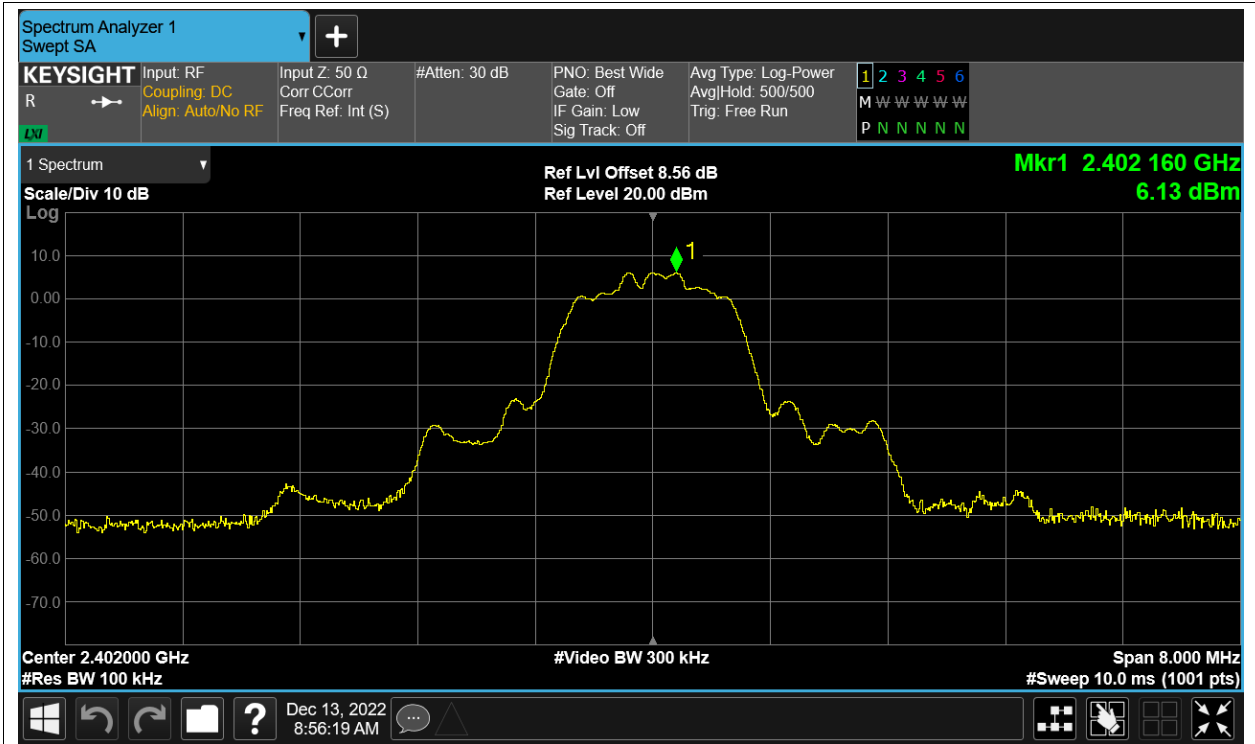 Spectrum Analyzer 1
Swept SA
+
KEYSIGHT
R
LXI
Input: RF
Coupling: DC
Align: Auto/No RF
Input Z: 50 Ω
Corr CCorr
Freq Ref: Int (S)
#Atten: 30 dB
PNO: Best Wide
Gate: Off
IF Gain: Low
Sig Track: Off
Avg Type: Log-Power
Avg|Hold: 500/500
Trig: Free Run
1 2 3 4 5 6
M W W W W W W
P N N N N N
1 Spectrum
Scale/Div 10 dB
Log
Ref Lvl Offset 8.56 dB
Ref Level 20.00 dBm
Mkr1 2.402 160 GHz
6.13 dBm
1
10.0
0.00
-10.0
-20.0
-30.0
-40.0
-50.0
-60.0
-70.0
Center 2.402000 GHz
#Video BW 300 kHz
Span 8.000 MHz
#Res BW 100 kHz
#Sweep 10.0 ms (1001 pts)
?
Dec 13, 2022
8:56:19 AM